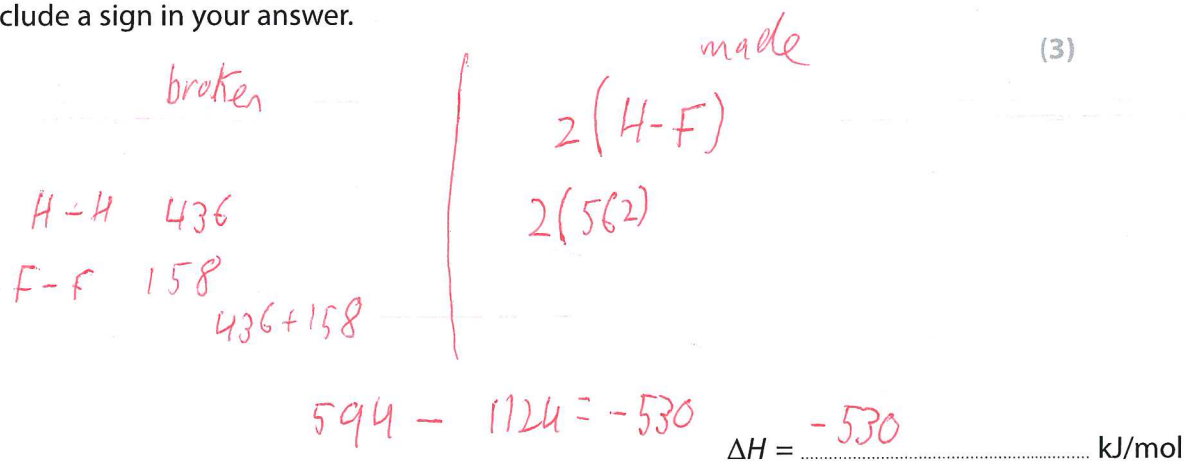 clude a sign in your answer.
(3)
broken
made
2(H-F)
H-H 436
2(562)
F-F 158
436+158
594 - 1124 = -530
ΔH = -530 kJ/mol